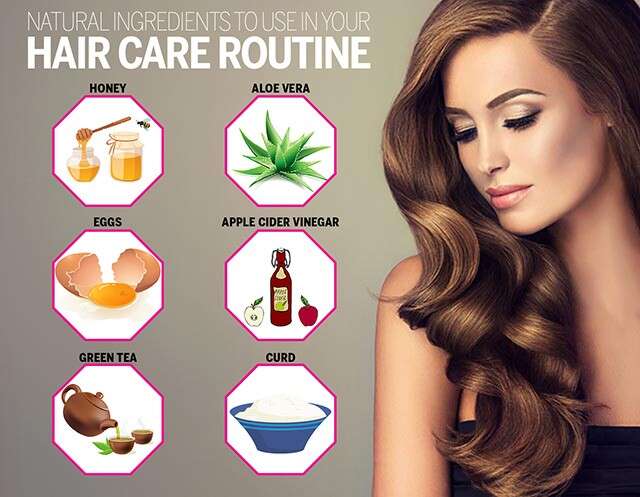 NATURAL INGREDIENTS TO USE IN YOUR
HAIR CARE ROUTINE
HONEY
ALOE VERA
EGGS
APPLE CIDER VINEGAR
GREEN TEA
CURD